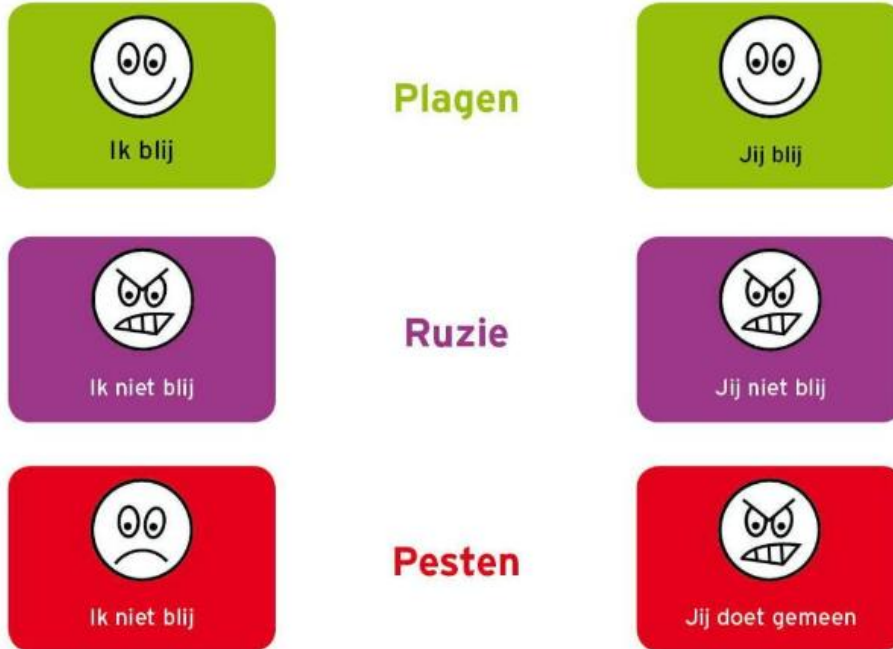 Ik blij
Plagen
Jij blij
Ik niet blij
Ruzie
Jij niet blij
Ik niet blij
Pesten
Jij doet gemeen